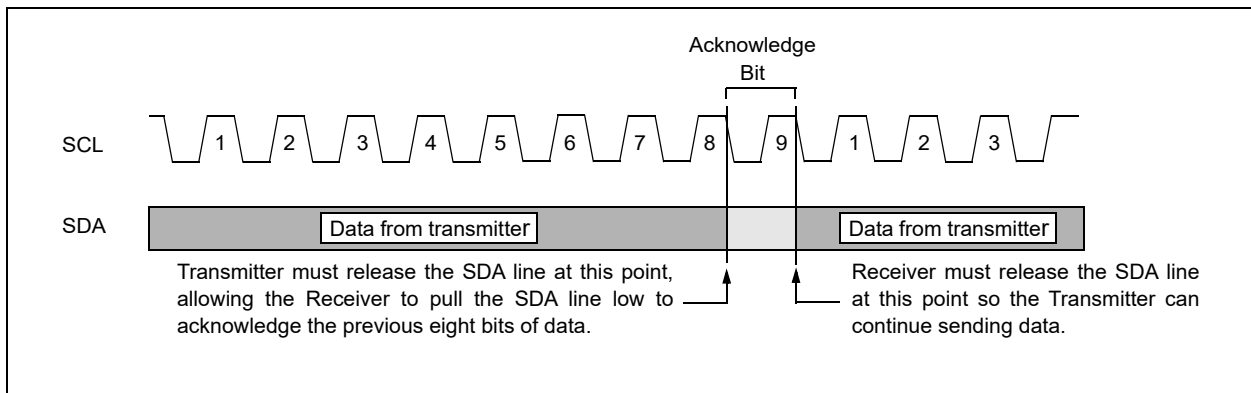 Acknowledge
Bit
SCL
1 2 3 4 5 6 7 8 9 1 2 3
SDA
Data from transmitter
Data from transmitter
Transmitter must release the SDA line at this point,
allowing the Receiver to pull the SDA line low to
acknowledge the previous eight bits of data.
Receiver must release the SDA line
at this point so the Transmitter can
continue sending data.